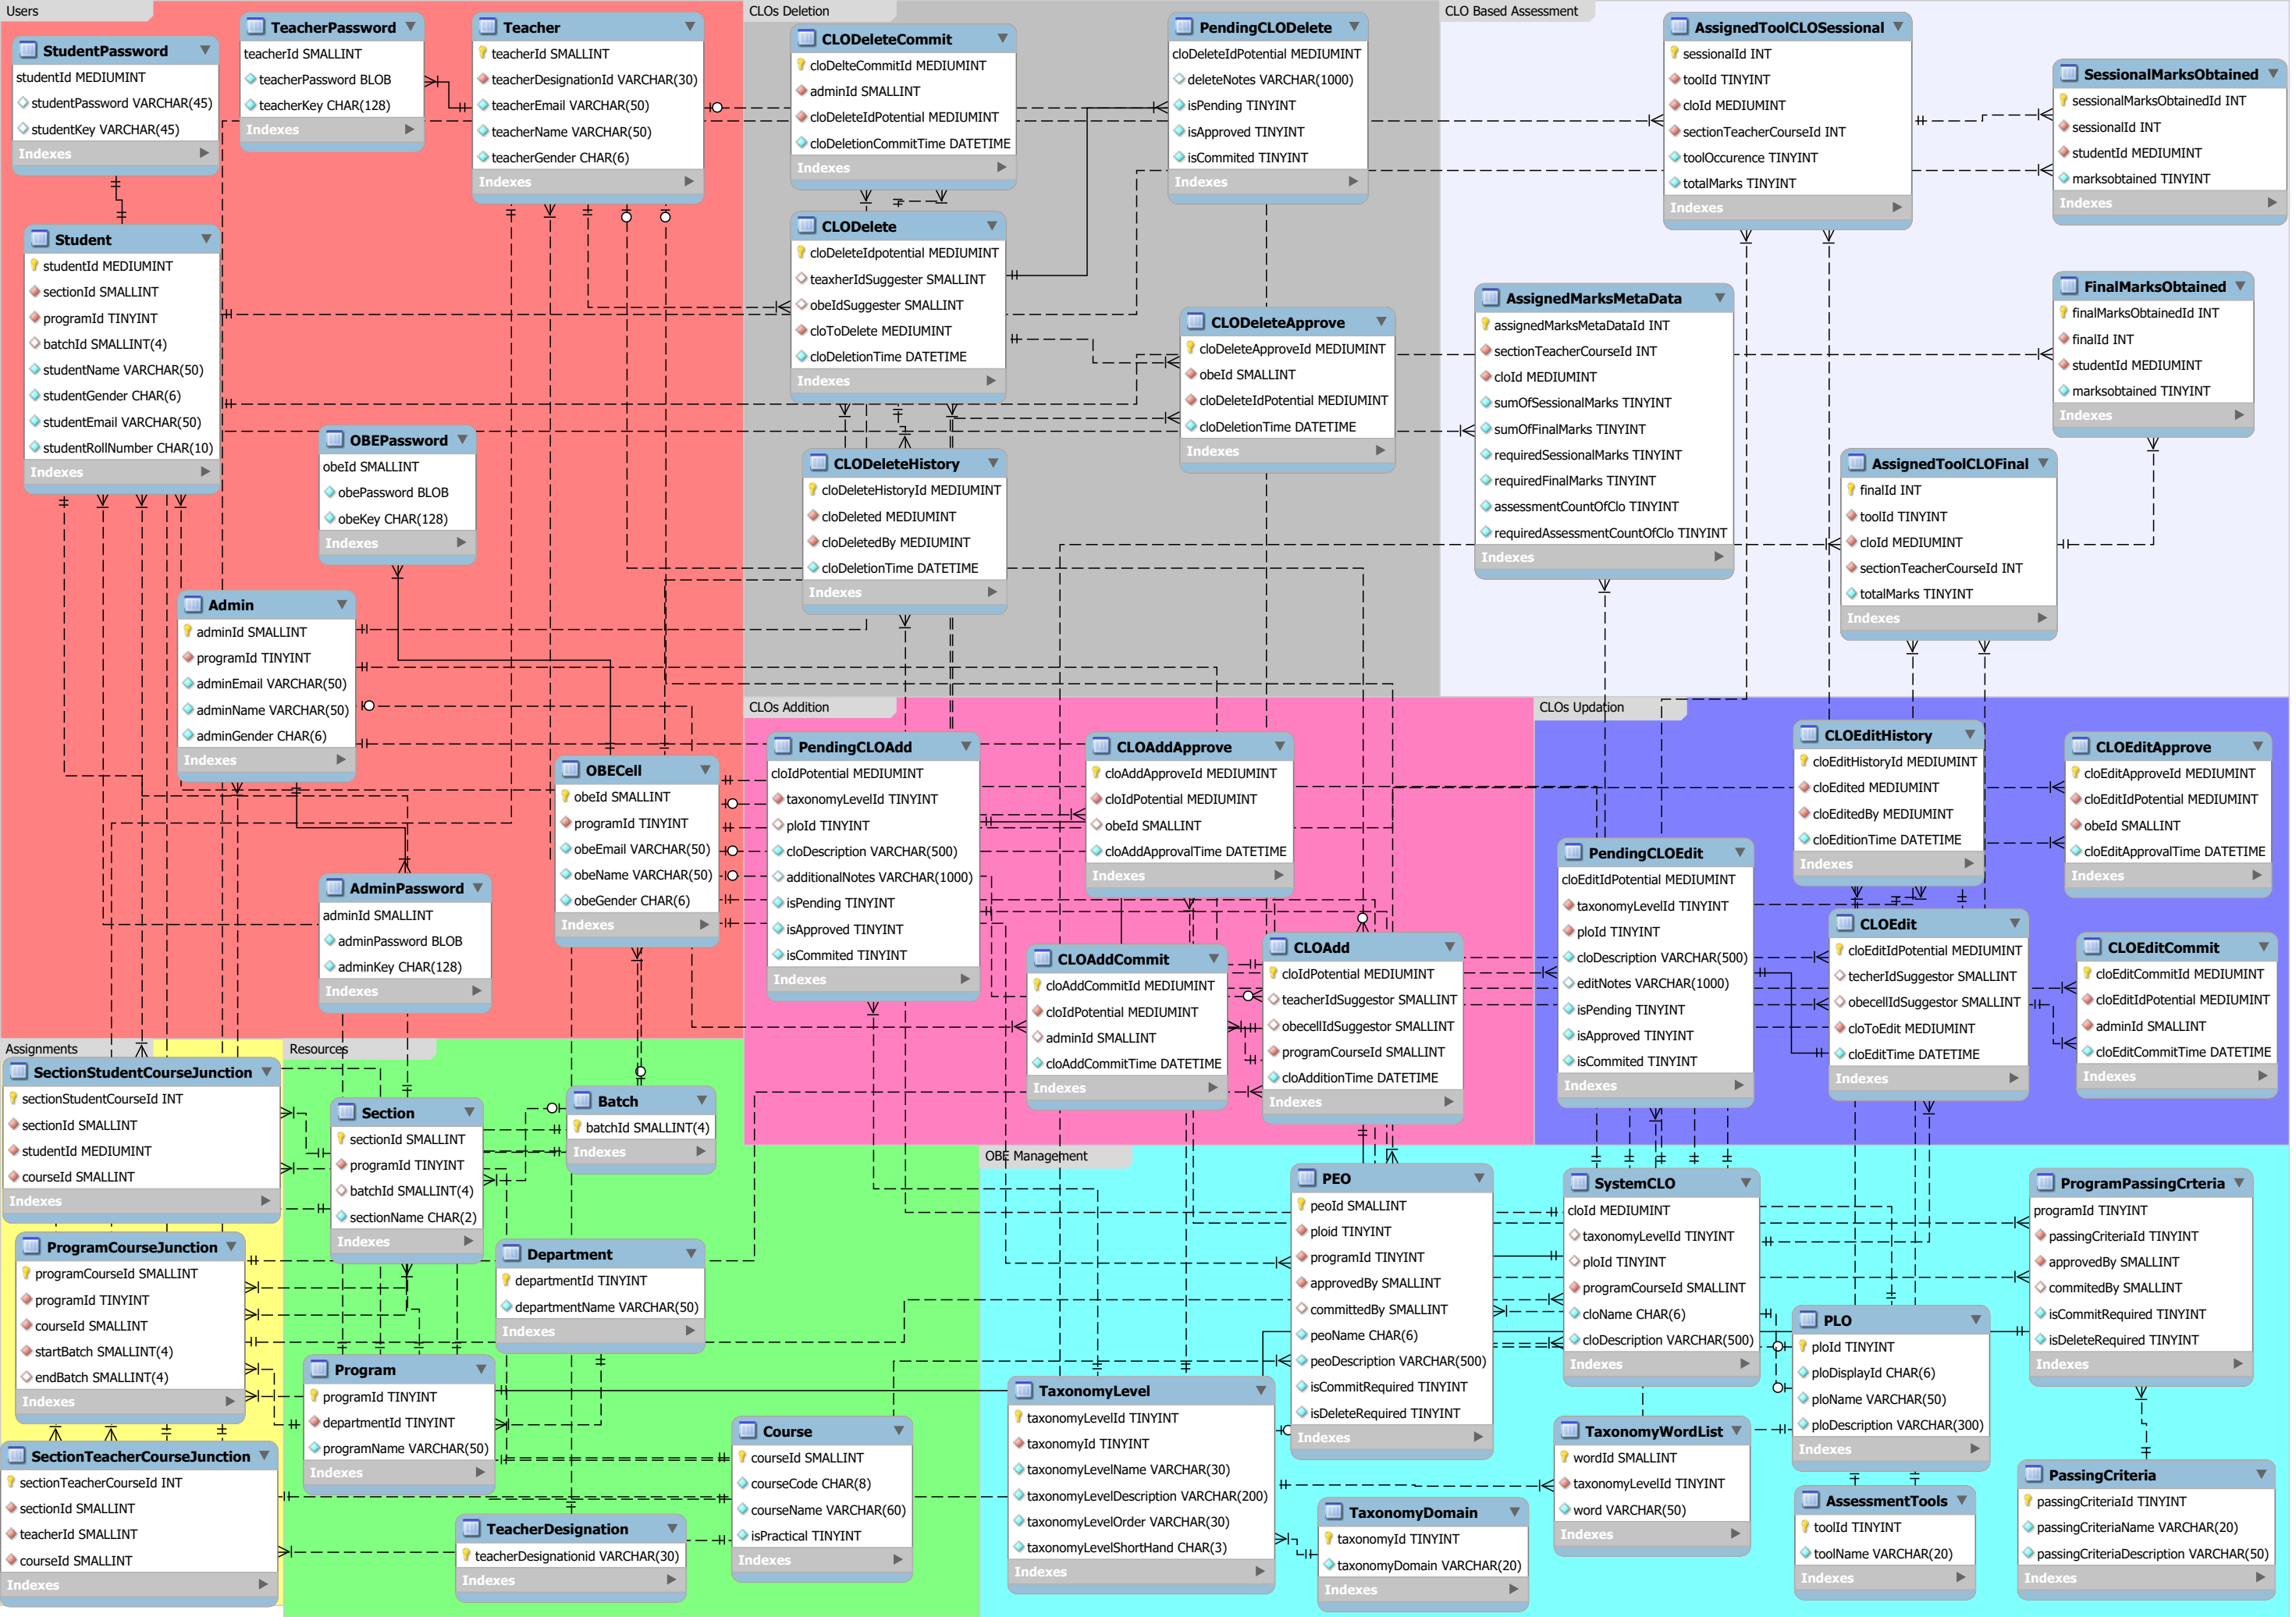 Users
StudentPassword
studentId MEDIUMINT
studentPassword VARCHAR(45)
studentKey VARCHAR(45)
Indexes
TeacherPassword
teacherId SMALLINT
teacherPassword BLOB
teacherKey CHAR(128)
Indexes
Teacher
teacherId SMALLINT
teacherDesignationId VARCHAR(30)
teacherEmail VARCHAR(50)
teacherName VARCHAR(50)
teacherGender CHAR(6)
Indexes
Student
studentId MEDIUMINT
sectionId SMALLINT
programId TINYINT
batchId SMALLINT(4)
studentName VARCHAR(50)
studentGender CHAR(6)
studentEmail VARCHAR(50)
studentRollNumber CHAR(10)
Indexes
OBEPassword
obeId SMALLINT
obePassword BLOB
obeKey CHAR(128)
Indexes
Admin
adminId SMALLINT
programId TINYINT
adminEmail VARCHAR(50)
adminName VARCHAR(50)
adminGender CHAR(6)
Indexes
OBECell
obeId SMALLINT
programId TINYINT
obeEmail VARCHAR(50)
obeName VARCHAR(50)
obeGender CHAR(6)
Indexes
AdminPassword
adminId SMALLINT
adminPassword BLOB
adminKey CHAR(128)
Indexes
CLOs Deletion
CLODeleteCommit
cloDelteCommitId MEDIUMINT
adminId SMALLINT
cloDeleteIdPotential MEDIUMINT
cloDeletionCommitTime DATETIME
Indexes
PendingCLODelete
cloDeleteIdPotential MEDIUMINT
deleteNotes VARCHAR(1000)
isPending TINYINT
isApproved TINYINT
isCommited TINYINT
Indexes
CLODelete
cloDeleteIdpotential MEDIUMINT
teaxherIdSuggester SMALLINT
obeIdSuggester SMALLINT
cloToDelete MEDIUMINT
cloDeletionTime DATETIME
Indexes
CLODeleteApprove
cloDeleteApproveId MEDIUMINT
obeId SMALLINT
cloDeleteIdPotential MEDIUMINT
cloDeletionTime DATETIME
Indexes
CLODeleteHistory
cloDeleteHistoryId MEDIUMINT
cloDeleted MEDIUMINT
cloDeletedBy MEDIUMINT
cloDeletionTime DATETIME
Indexes
CLO Based Assessment
AssignedToolCLOSessional
sessionalId INT
toolId TINYINT
cloId MEDIUMINT
sectionTeacherCourseId INT
toolOccurence TINYINT
totalMarks TINYINT
Indexes
SessionalMarksObtained
sessionalMarksObtainedId INT
sessionalId INT
studentId MEDIUMINT
marksobtained TINYINT
Indexes
AssignedMarksMetaData
assignedMarksMetaDataId INT
sectionTeacherCourseId INT
cloId MEDIUMINT
sumOfSessionalMarks TINYINT
sumOfFinalMarks TINYINT
requiredSessionalMarks TINYINT
requiredFinalMarks TINYINT
assessmentCountOfClo TINYINT
requiredAssessmentCountOfClo TINYINT
Indexes
FinalMarksObtained
finalMarksObtainedId INT
finalId INT
studentId MEDIUMINT
marksobtained TINYINT
Indexes
AssignedToolCLOFinal
finalId INT
toolId TINYINT
cloId MEDIUMINT
sectionTeacherCourseId INT
totalMarks TINYINT
Indexes
CLOs Addition
PendingCLOAdd
cloIdPotential MEDIUMINT
taxonomyLevelId TINYINT
ploId TINYINT
cloDescription VARCHAR(500)
additionalNotes VARCHAR(1000)
isPending TINYINT
isApproved TINYINT
isCommited TINYINT
Indexes
CLOAddApprove
cloAddApproveId MEDIUMINT
cloIdPotential MEDIUMINT
obeId SMALLINT
cloAddApprovalTime DATETIME
Indexes
CLOAddCommit
cloAddCommitId MEDIUMINT
cloIdPotential MEDIUMINT
adminId SMALLINT
cloAddCommitTime DATETIME
Indexes
CLOAdd
cloIdPotential MEDIUMINT
teacherIdSuggestor SMALLINT
obecellIdSuggestor SMALLINT
programCourseId SMALLINT
cloAdditionTime DATETIME
Indexes
CLOs Updation
CLOEditHistory
cloEditHistoryId MEDIUMINT
cloEdited MEDIUMINT
cloEditedBy MEDIUMINT
cloEditionTime DATETIME
Indexes
CLOEditApprove
cloEditApproveId MEDIUMINT
cloEditIdPotential MEDIUMINT
obeId SMALLINT
cloEditApprovalTime DATETIME
Indexes
PendingCLOEdit
cloEditIdPotential MEDIUMINT
taxonomyLevelId TINYINT
ploId TINYINT
cloDescription VARCHAR(500)
editNotes VARCHAR(1000)
isPending TINYINT
isApproved TINYINT
isCommited TINYINT
Indexes
CLOEdit
cloEditIdPotential MEDIUMINT
techerIdSuggestor SMALLINT
obecellIdSuggestor SMALLINT
cloToEdit MEDIUMINT
cloEditTime DATETIME
Indexes
CLOEditCommit
cloEditCommitId MEDIUMINT
cloEditIdPotential MEDIUMINT
adminId SMALLINT
cloEditCommitTime DATETIME
Indexes
Assignments
SectionStudentCourseJunction
sectionStudentCourseId INT
sectionId SMALLINT
studentId MEDIUMINT
courseId SMALLINT
Indexes
ProgramCourseJunction
programCourseId SMALLINT
programId TINYINT
courseId SMALLINT
startBatch SMALLINT(4)
endBatch SMALLINT(4)
Indexes
SectionTeacherCourseJunction
sectionTeacherCourseId INT
sectionId SMALLINT
teacherId SMALLINT
courseId SMALLINT
Indexes
Resources
Section
sectionId SMALLINT
programId TINYINT
batchId SMALLINT(4)
sectionName CHAR(2)
Indexes
Batch
batchId SMALLINT(4)
Indexes
Department
departmentId TINYINT
departmentName VARCHAR(50)
Indexes
Program
programId TINYINT
departmentId TINYINT
programName VARCHAR(50)
Indexes
Course
courseId SMALLINT
courseCode CHAR(8)
courseName VARCHAR(60)
isPractical TINYINT
Indexes
TeacherDesignation
teacherDesignationid VARCHAR(30)
Indexes
OBE Management
PEO
peoId SMALLINT
ploid TINYINT
programId TINYINT
approvedBy SMALLINT
committedBy SMALLINT
peoName CHAR(6)
peoDescription VARCHAR(500)
isCommitRequired TINYINT
isDeleteRequired TINYINT
Indexes
SystemCLO
cloId MEDIUMINT
taxonomyLevelId TINYINT
ploId TINYINT
programCourseId SMALLINT
cloName CHAR(6)
cloDescription VARCHAR(500)
Indexes
ProgramPassingCrteria
programId TINYINT
passingCriteriaId TINYINT
approvedBy SMALLINT
commitedBy SMALLINT
isCommitRequired TINYINT
isDeleteRequired TINYINT
Indexes
PLO
ploId TINYINT
ploDisplayId CHAR(6)
ploName VARCHAR(50)
ploDescription VARCHAR(300)
Indexes
TaxonomyLevel
taxonomyLevelId TINYINT
taxonomyId TINYINT
taxonomyLevelName VARCHAR(30)
taxonomyLevelDescription VARCHAR(200)
taxonomyLevelOrder VARCHAR(30)
taxonomyLevelShortHand CHAR(3)
Indexes
TaxonomyWordList
wordId SMALLINT
taxonomyLevelId TINYINT
word VARCHAR(50)
Indexes
TaxonomyDomain
taxonomyId TINYINT
taxonomyDomain VARCHAR(20)
Indexes
AssessmentTools
toolId TINYINT
toolName VARCHAR(20)
Indexes
PassingCriteria
passingCriteriaId TINYINT
passingCriteriaName VARCHAR(20)
passingCriteriaDescription VARCHAR(50)
Indexes